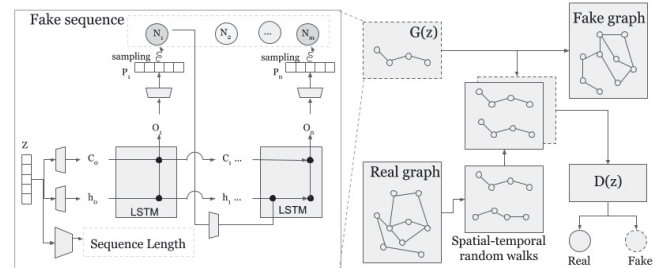 Fake sequence
N₁
N₂
...
Nₘ
sampling
sampling
P₁
Pₙ
O₁
Oₙ
Z
C₀
C₁ ...
h₀
h₁ ...
LSTM
LSTM
Sequence Length
G(z)
Fake graph
Real graph
Spatial-temporal
random walks
D(z)
Real
Fake